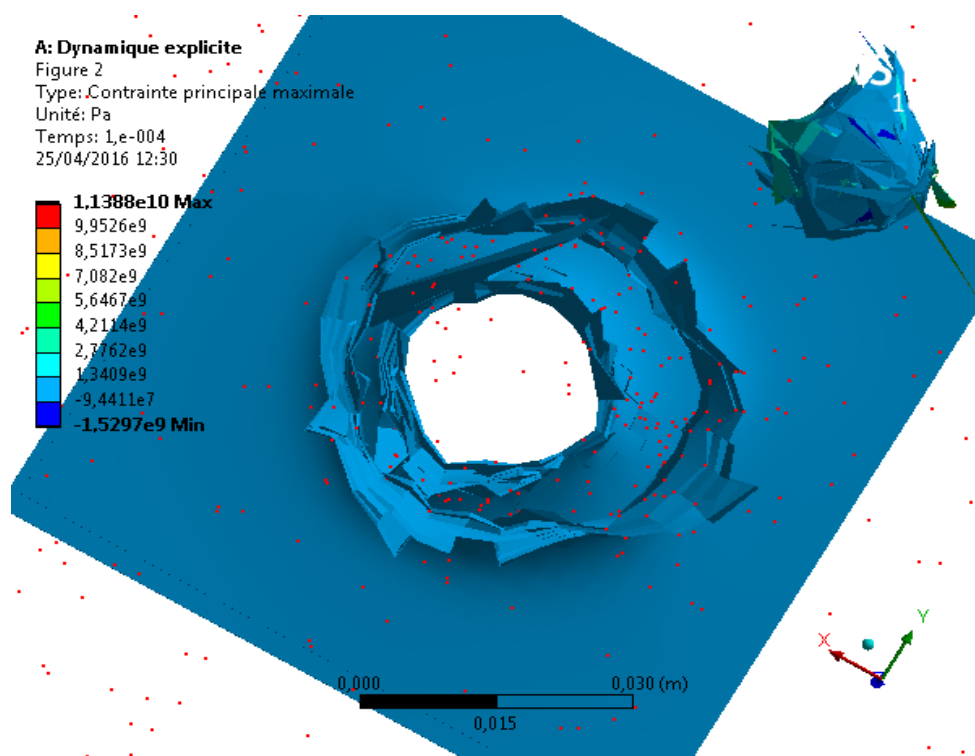 A: Dynamique explicite
Figure 2
Type: Contrainte principale maximale
Unité: Pa
Temps: 1,e-004
25/04/2016 12:30
1,1388e10 Max
9,9526e9
8,5173e9
7,082e9
5,6467e9
4,2114e9
2,7762e9
1,3409e9
-9,4411e7
-1,5297e9 Min
1
X
Y
Z
0,000
0,030 (m)
0,015